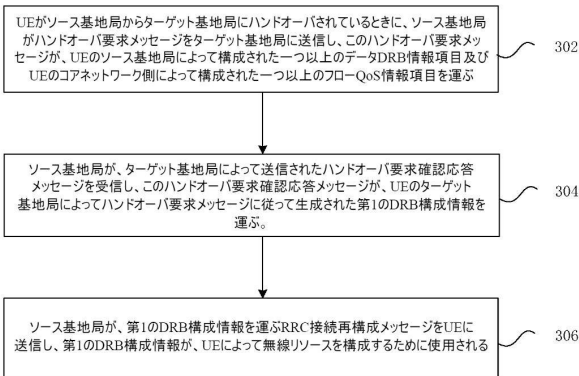 UEがソース基地局からターゲット基地局にハンドオーバされているときに、ソース基地局
がハンドオーバ要求メッセージをターゲット基地局に送信し、このハンドオーバ要求メッ
セージが、UEのソース基地局によって構成された一つ以上のデータDRB情報項目及び
UEのコアネットワーク側によって構成された一つ以上のフローQoS情報項目を運ぶ
302
ソース基地局が、ターゲット基地局によって送信されたハンドオーバ要求確認応答
メッセージを受信し、このハンドオーバ要求確認応答メッセージが、UEのターゲット
基地局によってハンドオーバ要求メッセージに従って生成された第1のDRB構成情報を
運ぶ。
304
ソース基地局が、第1のDRB構成情報を運ぶRRC接続再構成メッセージをUEに
送信し、第1のDRB構成情報が、UEによって無線リソースを構成するために使用される
306